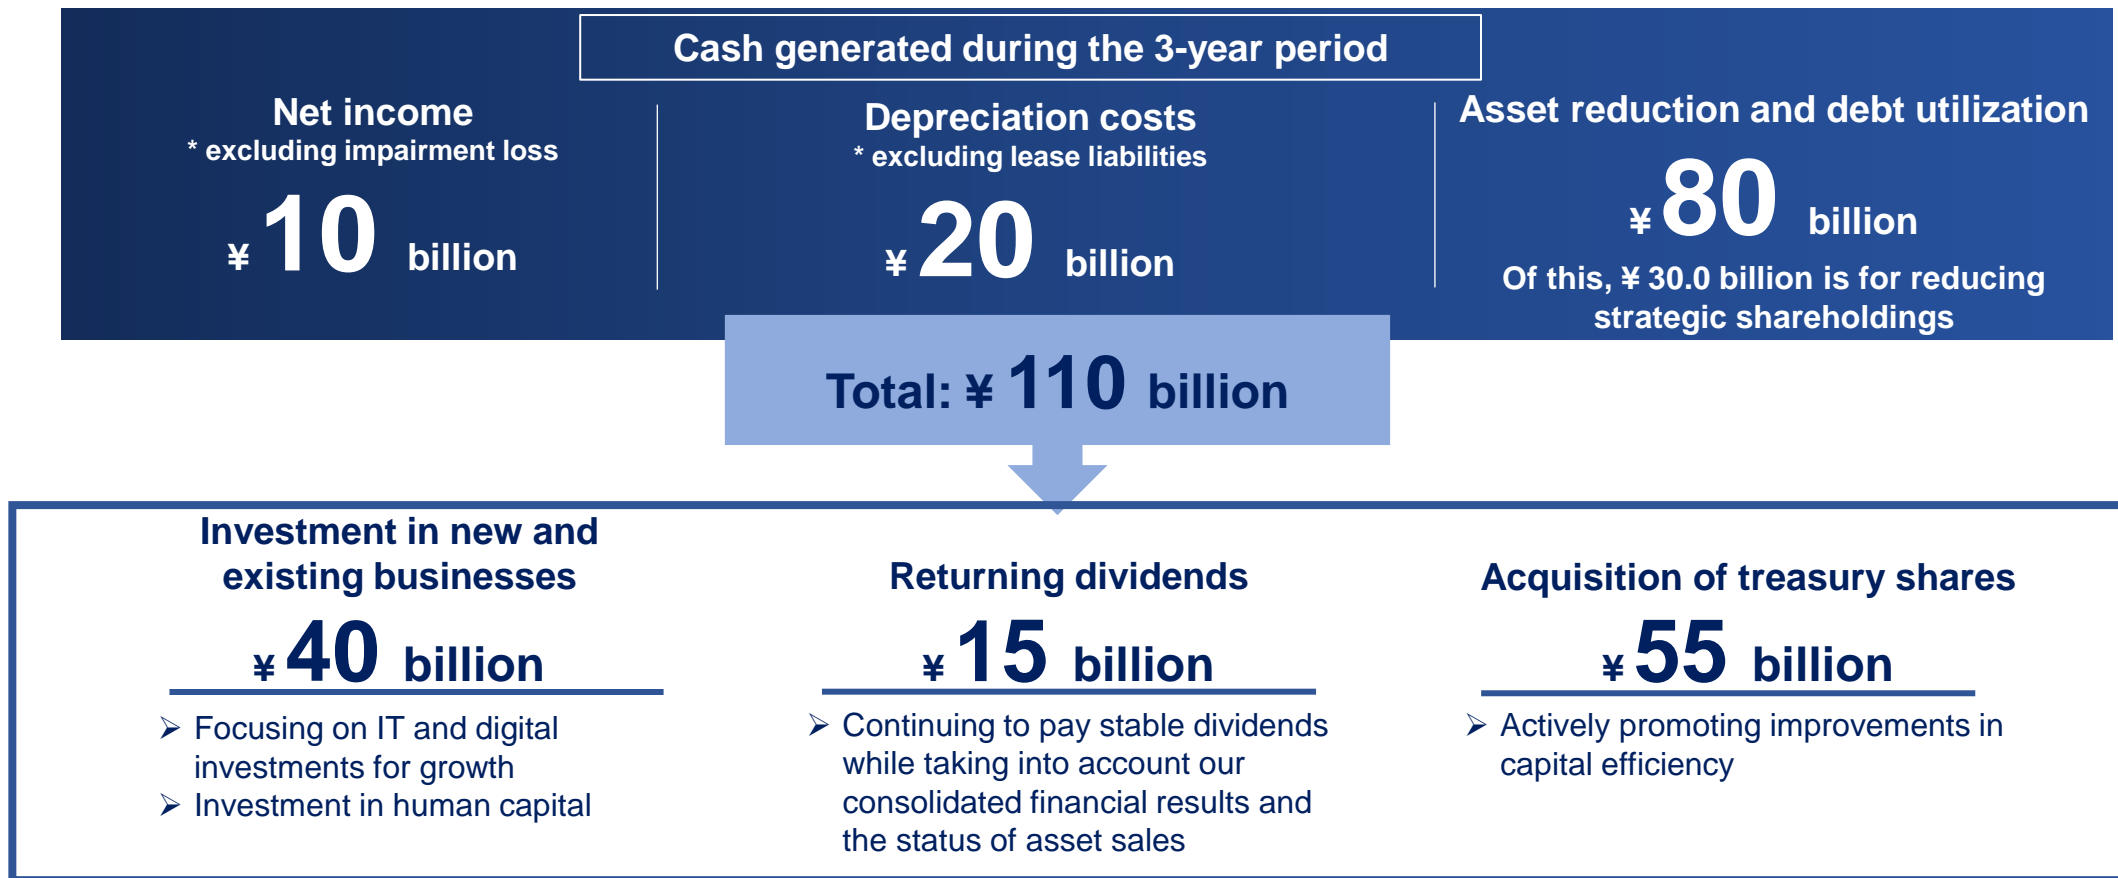 Cash generated during the 3-year period
Net income
* excluding impairment loss
¥ 10 billion
Depreciation costs
* excluding lease liabilities
¥ 20 billion
Asset reduction and debt utilization
¥ 80 billion
Of this, ¥ 30.0 billion is for reducing
strategic shareholdings
Total: ¥ 110 billion
Investment in new and
existing businesses
¥ 40 billion
➢ Focusing on IT and digital
investments for growth
➢ Investment in human capital
Returning dividends
¥ 15 billion
➢ Continuing to pay stable dividends
while taking into account our
consolidated financial results and
the status of asset sales
Acquisition of treasury shares
¥ 55 billion
➢ Actively promoting improvements in
capital efficiency